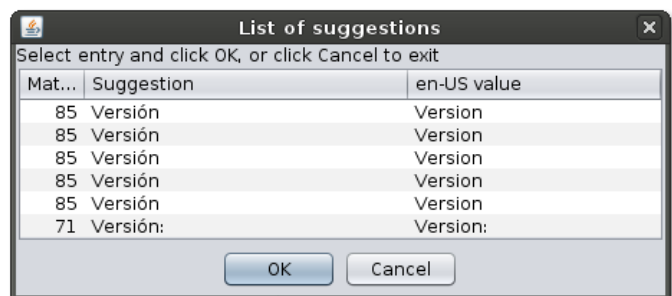 List of suggestions
Select entry and click OK, or click Cancel to exit
Mat... Suggestion en-US value
85 Versión Version
85 Versión Version
85 Versión Version
85 Versión Version
85 Versión Version
71 Versión: Version:
OK Cancel